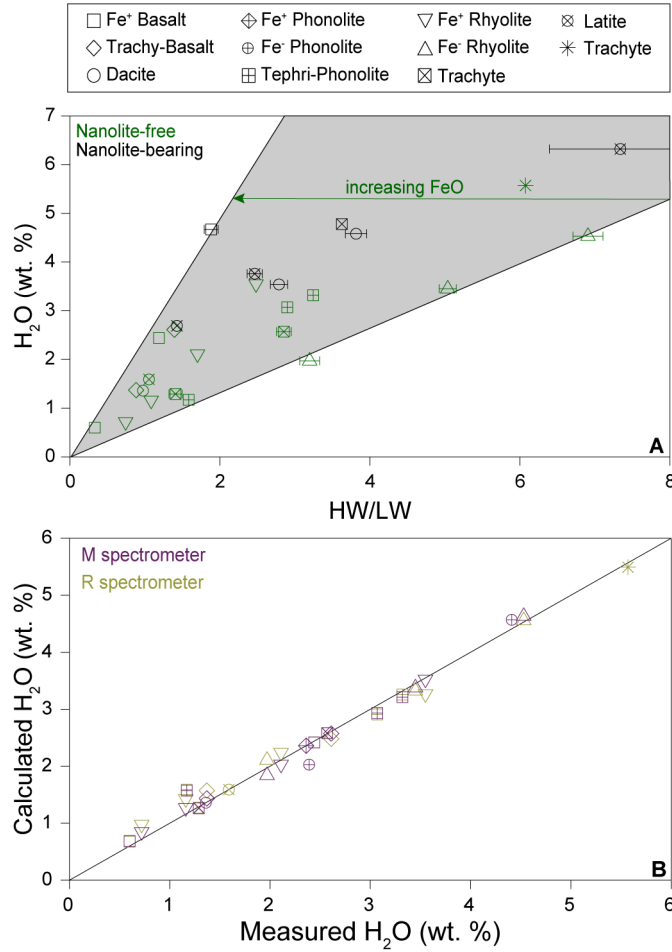 Fe⁺ Basalt Fe⁺ Phonolite Fe⁺ Rhyolite Latite
Trachy-Basalt Fe⁻ Phonolite Fe⁻ Rhyolite Trachyte
Dacite Tephri-Phonolite Trachyte
7
6
5
4
3
2
1
0
H₂O (wt. %)
Nanolite-free
Nanolite-bearing
increasing FeO
A
0 2 4 6 8
HW/LW
6
5
4
3
2
1
0
Calculated H₂O (wt. %)
M spectrometer
R spectrometer
B
0 1 2 3 4 5 6
Measured H₂O (wt. %)